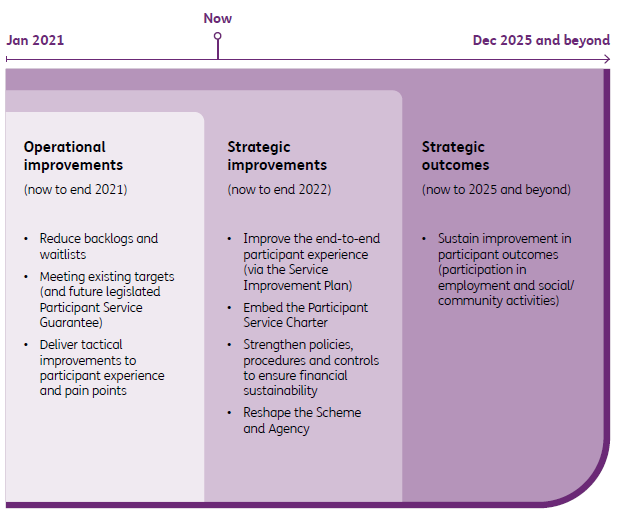 Now
Jan 2021
Dec 2025 and beyond
Operational
improvements
(now to end 2021)
• Reduce backlogs and
waitlists
• Meeting existing targets
(and future legislated
Participant Service
Guarantee)
• Deliver tactical
improvements to
participant experience
and pain points
Strategic
improvements
(now to end 2022)
• Improve the end-to-end
participant experience
(via the Service
Improvement Plan)
• Embed the Participant
Service Charter
• Strengthen policies,
procedures and controls
to ensure financial
sustainability
• Reshape the Scheme
and Agency
Strategic
outcomes
(now to 2025 and beyond)
• Sustain improvement in
participant outcomes
(participation in
employment and social/
community activities)